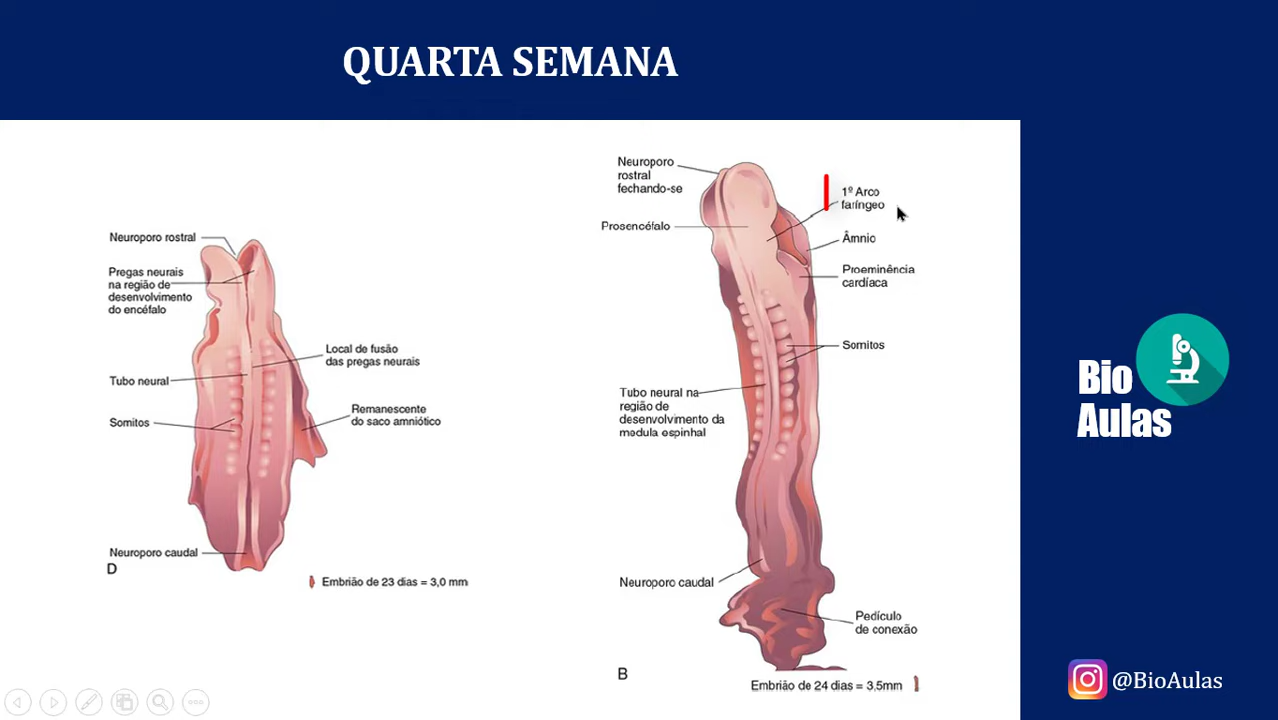 QUARTA SEMANA
Neuroporo rostral
Pregas neurais
na região de
desenvolvimento
do encéfalo
Tubo neural
Somitos
Neuroporo caudal
D
Local de fusão
das pregas neurais
Remanescente
do saco amniótico
Embrião de 23 dias = 3,0 mm
Neuroporo
rostral
fechando-se
Prosencéfalo
Tubo neural na
região de
desenvolvimento da
medula espinhal
Neuroporo caudal
B
1º Arco
faríngeo
Âmnio
Proeminência
cardíaca
Somitos
Pedículo
de conexão
Embrião de 24 dias = 3.5mm
Bio
Aulas
@BioAulas